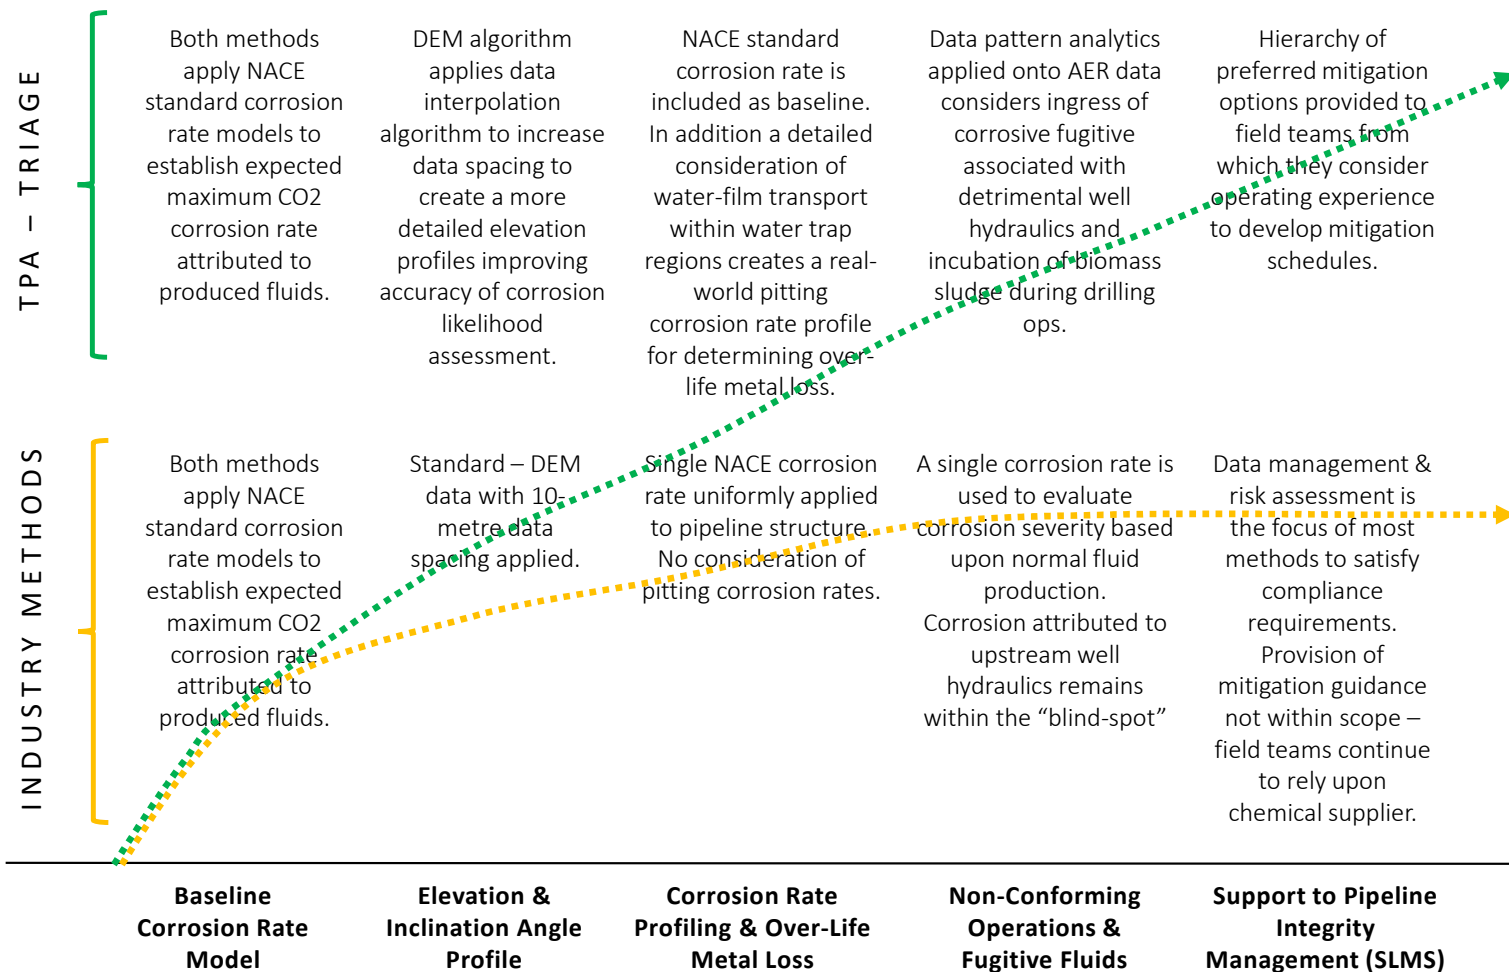 TPA – TRIAGE
Both methods
apply NACE
standard corrosion
rate models to
establish expected
maximum CO2
corrosion rate
attributed to
produced fluids.
DEM algorithm
applies data
interpolation
algorithm to increase
data spacing to
create a more
detailed elevation
profiles improving
accuracy of corrosion
likelihood
assessment.
NACE standard
corrosion rate is
included as baseline.
In addition a detailed
consideration of
water-film transport
within water trap
regions creates a real-
world pitting
corrosion rate profile
for determining over-
life metal loss.
Data pattern analytics
applied onto AER data
considers ingress of
corrosive fugitive
associated with
detrimental well
hydraulics and
incubation of biomass
sludge during drilling
ops.
Hierarchy of
preferred mitigation
options provided to
field teams from
which they consider
operating experience
to develop mitigation
schedules.
INDUSTRY METHODS
Both methods
apply NACE
standard corrosion
rate models to
establish expected
maximum CO2
corrosion rate
attributed to
produced fluids.
Standard – DEM
data with 10-
metre data
spacing applied.
Single NACE corrosion
rate uniformly applied
to pipeline structure.
No consideration of
pitting corrosion rates.
A single corrosion rate is
used to evaluate
corrosion severity based
upon normal fluid
production.
Corrosion attributed to
upstream well
hydraulics remains
within the “blind-spot”
Data management &
risk assessment is
the focus of most
methods to satisfy
compliance
requirements.
Provision of
mitigation guidance
not within scope –
field teams continue
to rely upon
chemical supplier.
Baseline
Corrosion Rate
Model
Elevation &
Inclination Angle
Profile
Corrosion Rate
Profiling & Over-Life
Metal Loss
Non-Conforming
Operations &
Fugitive Fluids
Support to Pipeline
Integrity
Management (SLMS)